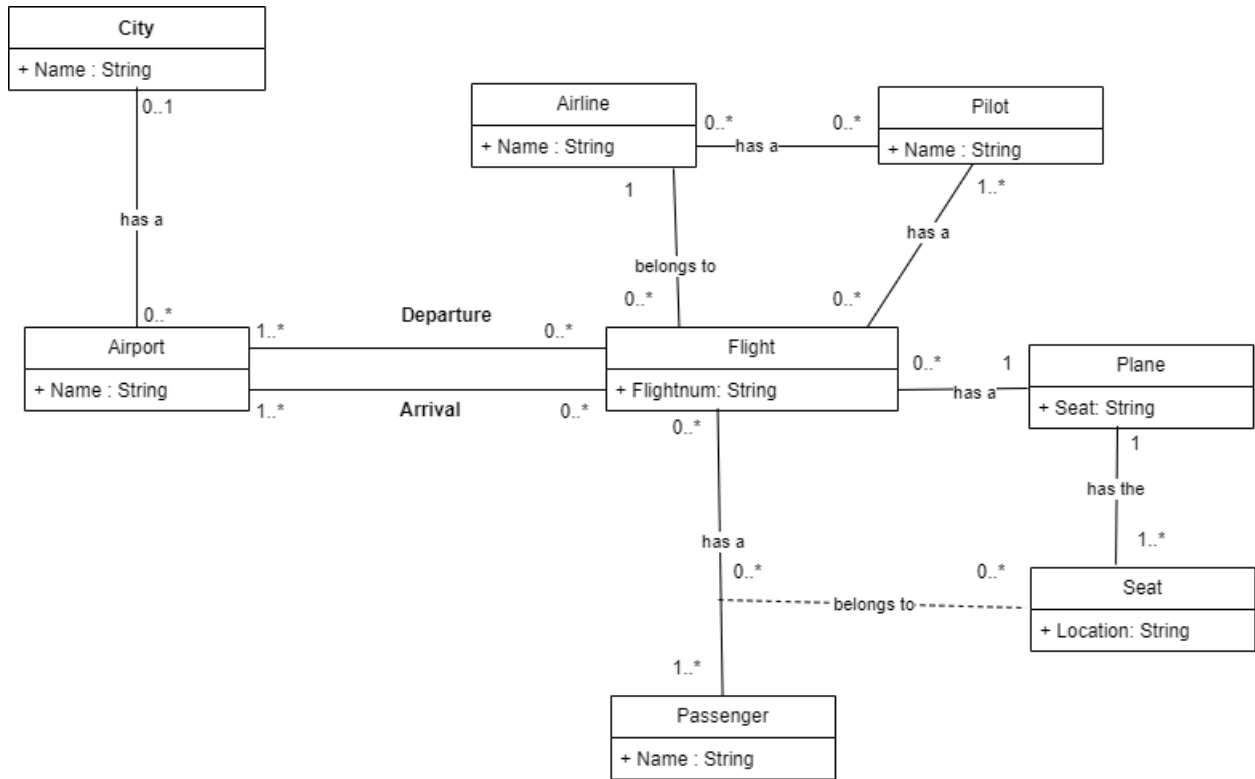 City
+ Name : String
0..1
has a
0..*
Airport
+ Name : String
Airline
+ Name : String
0..*
has a
0..*
Pilot
+ Name : String
1
belongs to
0..*
1..*
has a
0..*
1..*
Departure
0..*
1..*
Arrival
0..*
Flight
+ Flightnum: String
0..*
has a
1
Plane
+ Seat: String
1
has the
1..*
0..*
has a
0..*
belongs to
0..*
Seat
+ Location: String
1..*
Passenger
+ Name : String